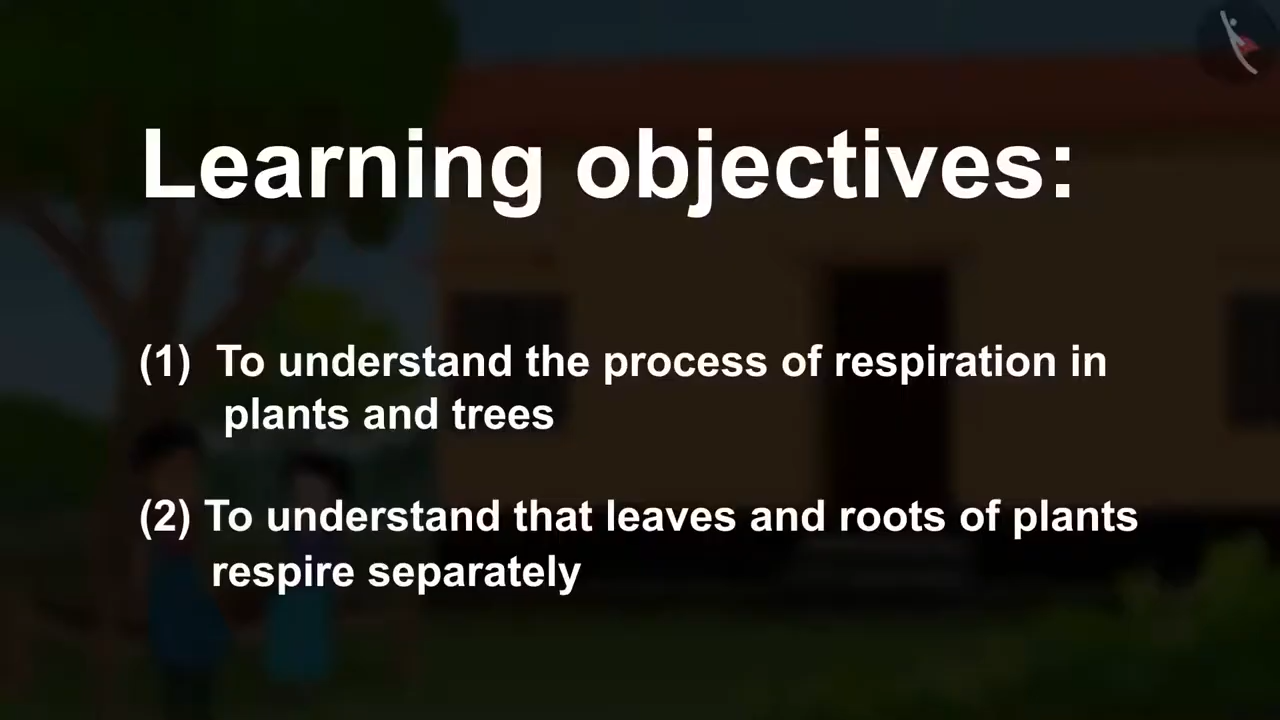 Learning objectives:
(1) To understand the process of respiration in
plants and trees
(2) To understand that leaves and roots of plants
respire separately